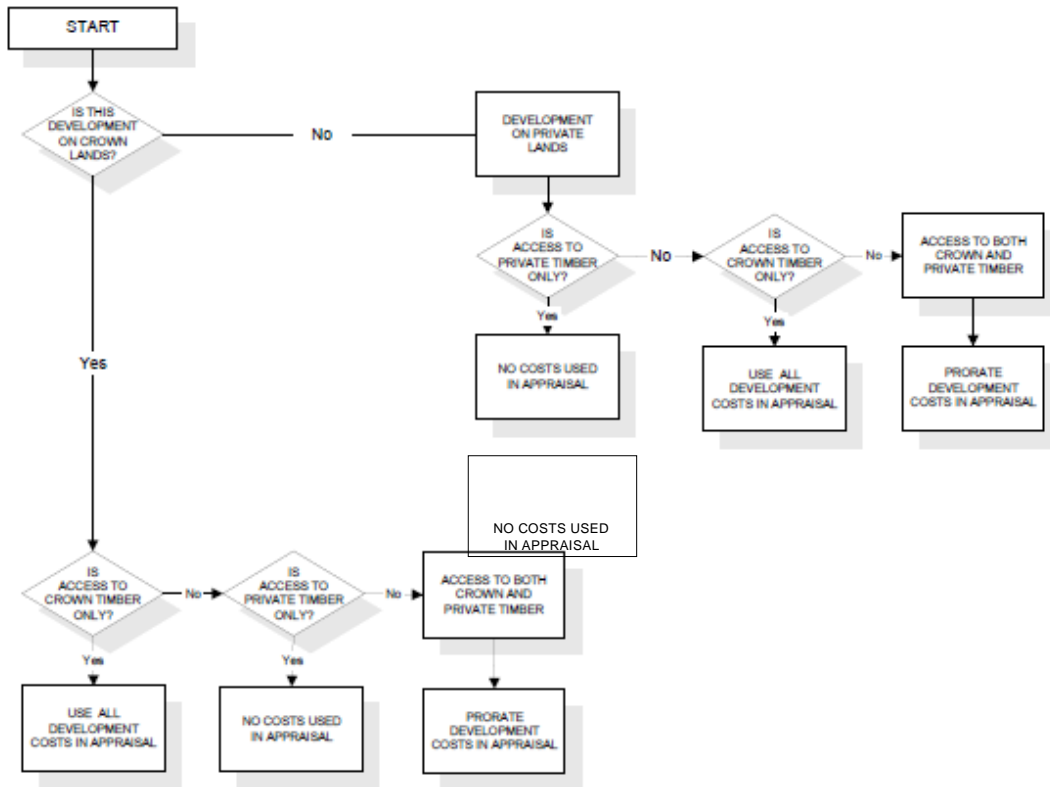 START
IS THIS
DEVELOPMENT
ON CROWN
LANDS?
No
DEVELOPMENT
ON PRIVATE
LANDS
IS
ACCESS TO
PRIVATE TIMBER
ONLY?
No
IS
ACCESS TO
CROWN TIMBER
ONLY?
No
ACCESS TO BOTH
CROWN AND
PRIVATE TIMBER
Yes
Yes
Yes
NO COSTS USED
IN APPRAISAL
USE ALL
DEVELOPMENT
COSTS IN APPRAISAL
PRORATE
DEVELOPMENT
COSTS IN APPRAISAL
NO COSTS USED
IN APPRAISAL
IS
ACCESS TO
CROWN TIMBER
ONLY?
No
IS
ACCESS TO
PRIVATE TIMBER
ONLY?
No
ACCESS TO BOTH
CROWN AND
PRIVATE TIMBER
Yes
Yes
USE ALL
DEVELOPMENT
COSTS IN APPRAISAL
NO COSTS USED
IN APPRAISAL
PRORATE
DEVELOPMENT
COSTS IN APPRAISAL